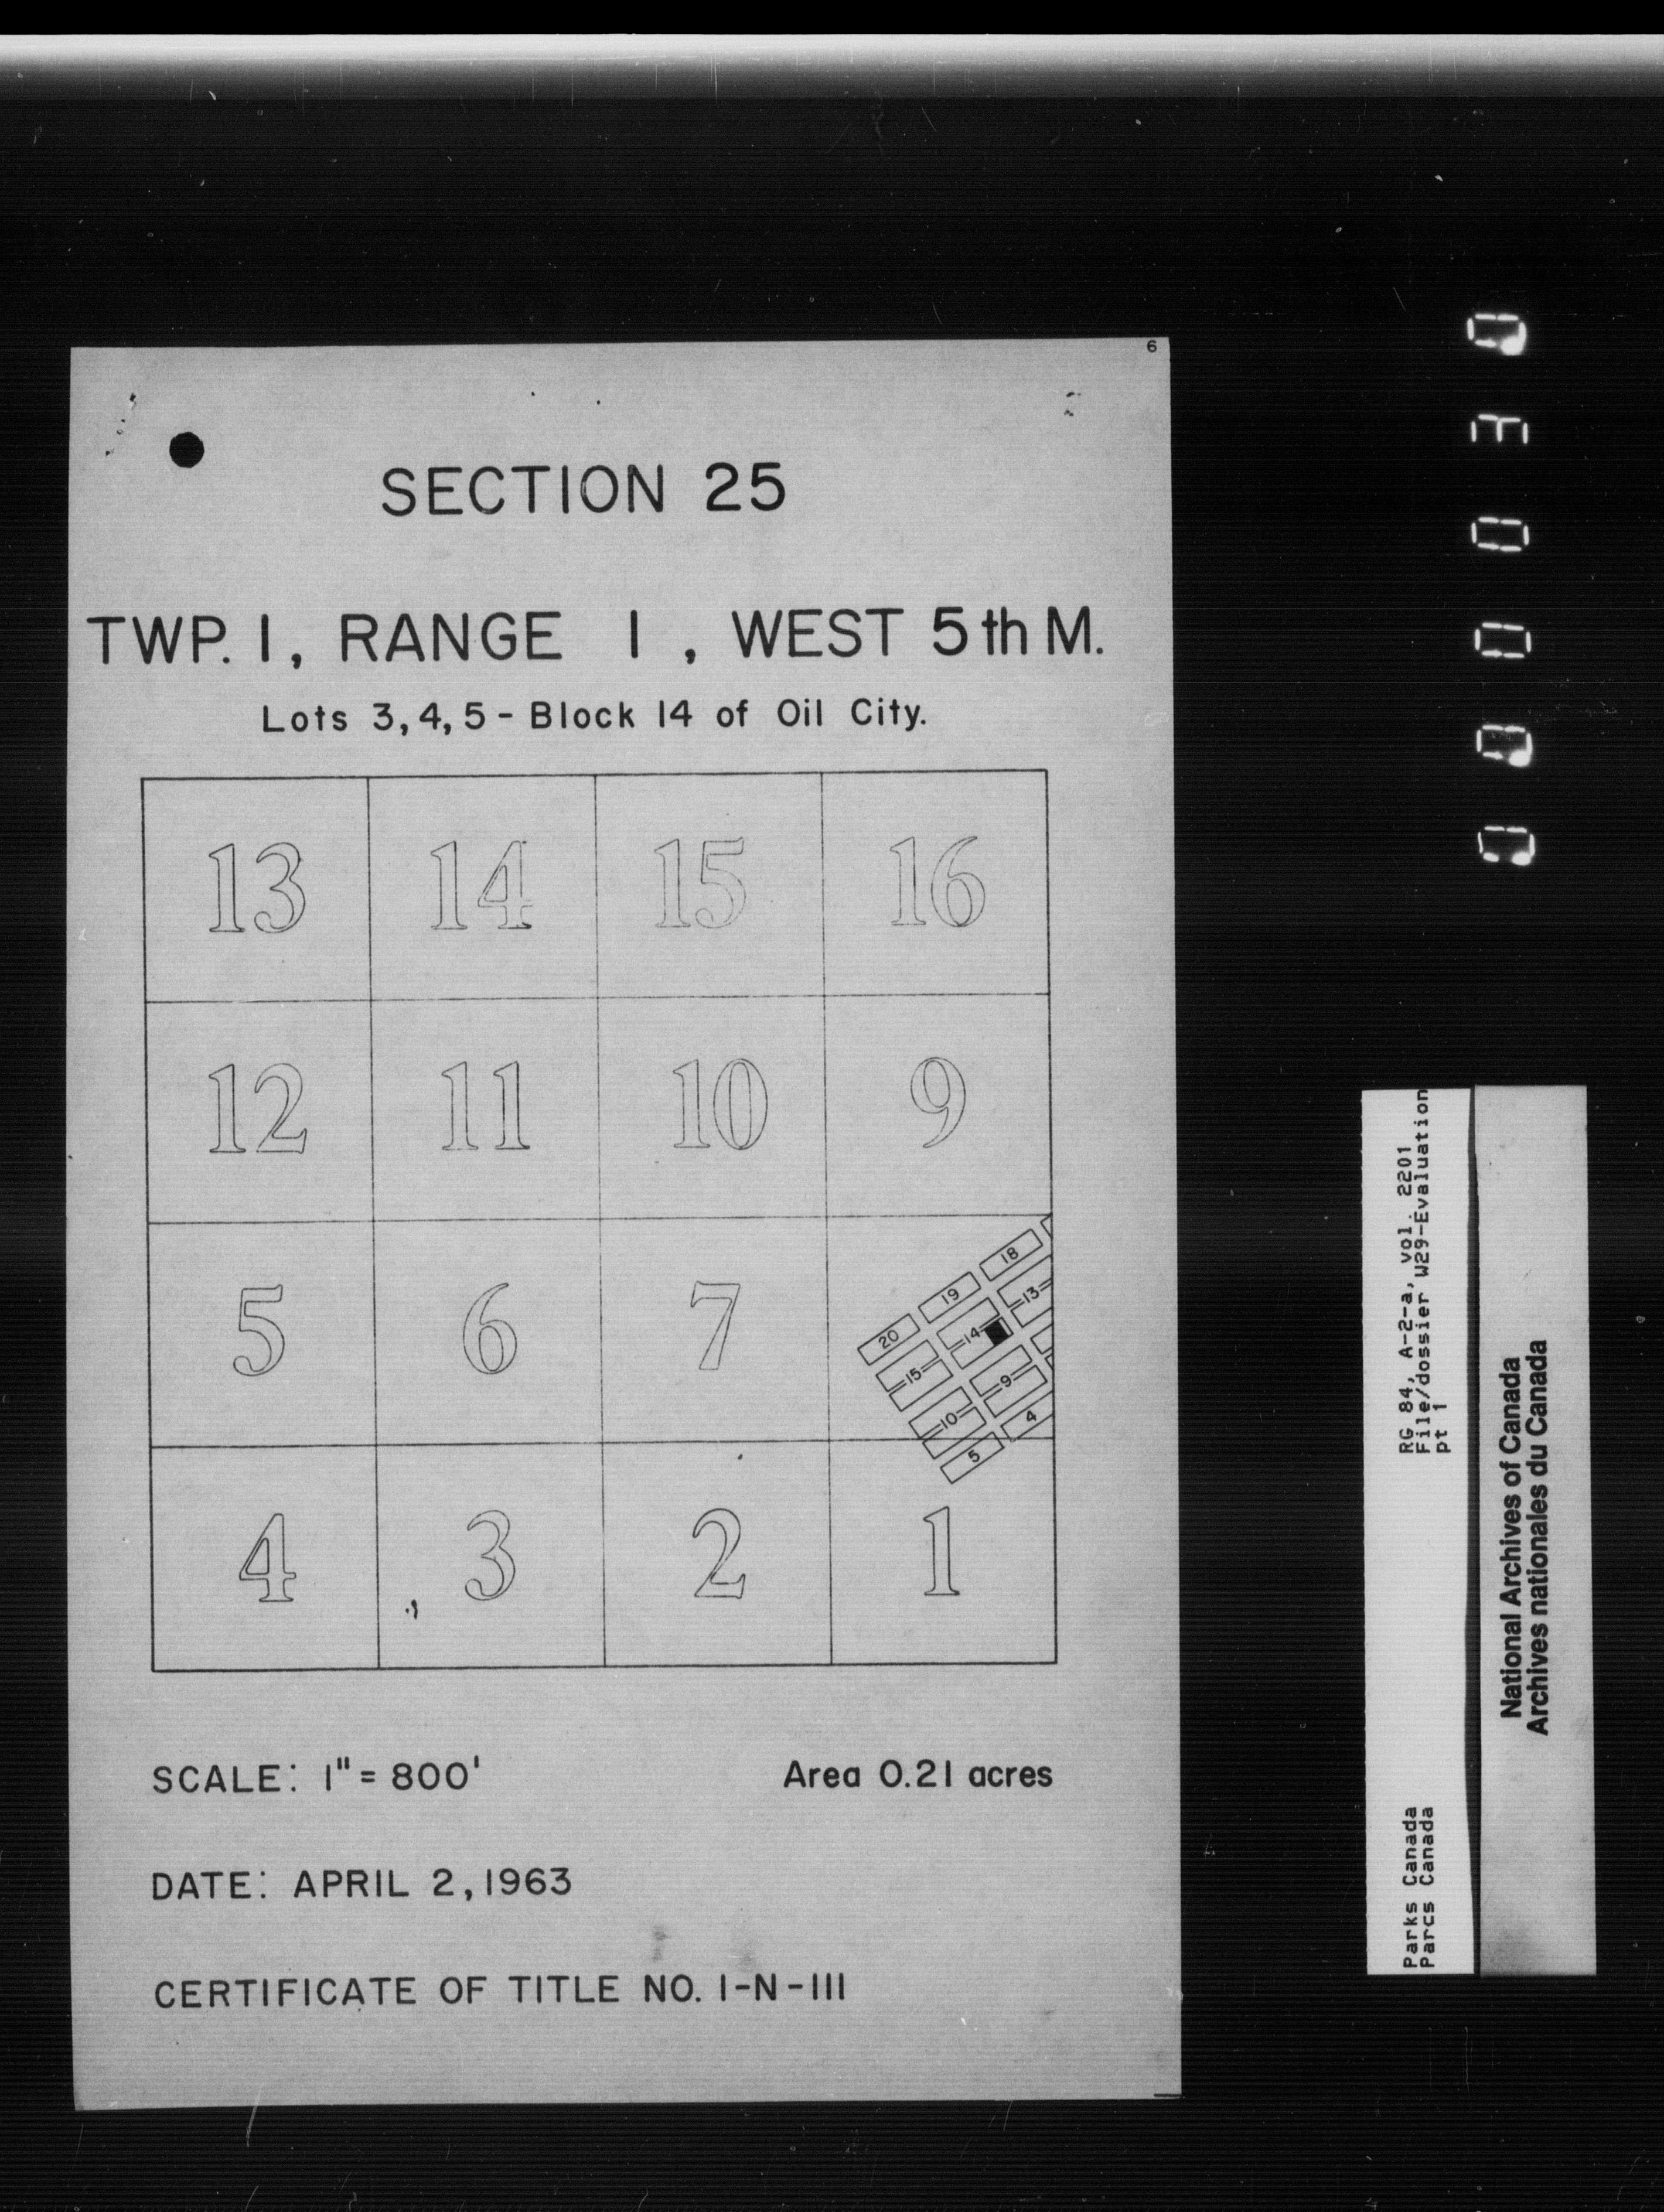 6
SECTION 25
TWP. 1, RANGE 1, WEST 5th M.
Lots 3, 4, 5 - Block 14 of Oil City.
13 14 15 16
12 11 10 9
5 6 7
18
13
19
14
20
15
9
10
4
5
4 3 2 1
SCALE: 1" = 800'
Area 0.21 acres
DATE: APRIL 2, 1963
CERTIFICATE OF TITLE NO. I-N-III
RG 84, A-2-a, vol. 2201
File/dossier W29-Evaluation
pt 1
Parks Canada
Parcs Canada
National Archives of Canada
Archives nationales du Canada